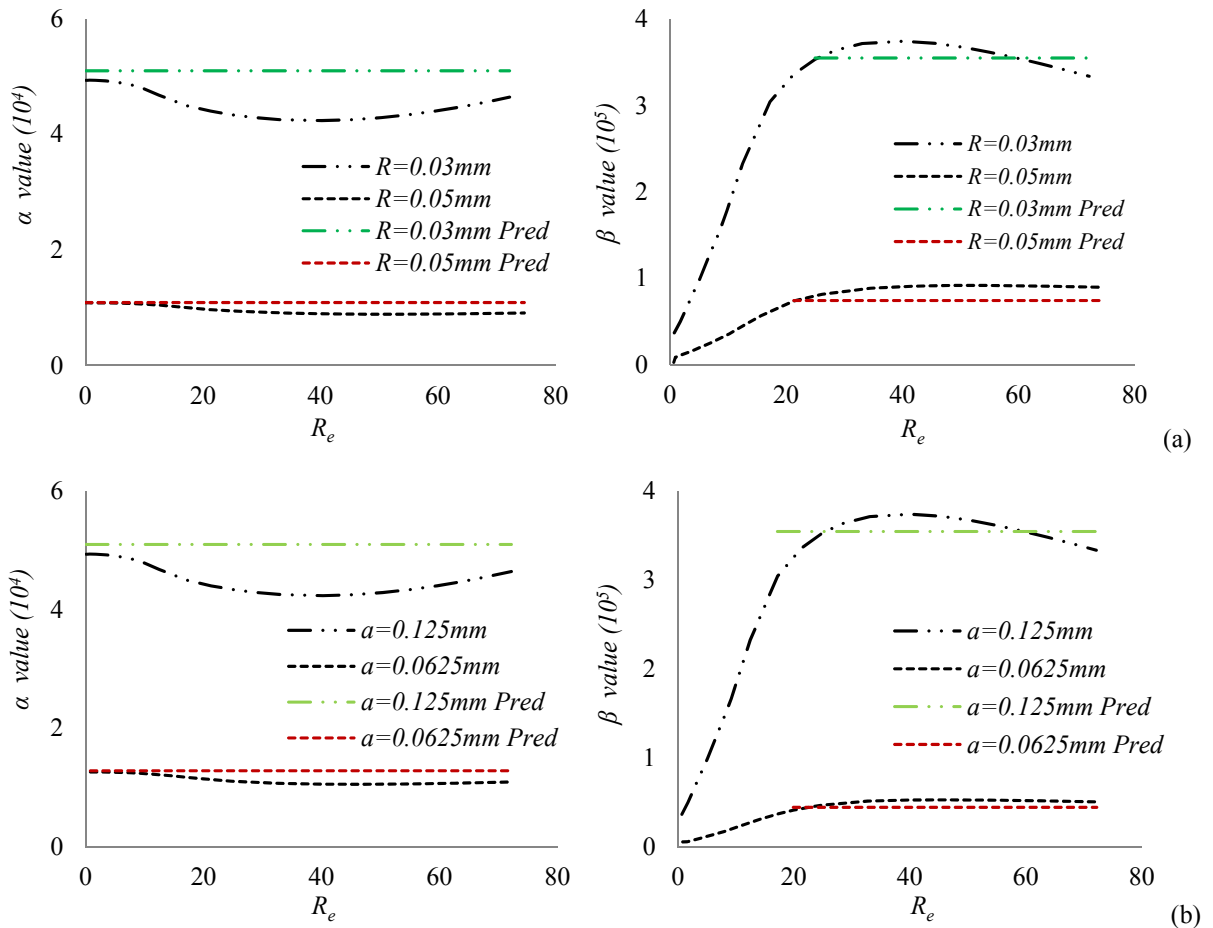 6
4
2
0
α value (10⁴)
R=0.03mm
R=0.05mm
R=0.03mm Pred
R=0.05mm Pred
0 20 40 60 80
Rₑ
4
3
2
1
0
β value (10⁵)
R=0.03mm
R=0.05mm
R=0.03mm Pred
R=0.05mm Pred
0 20 40 60 80
Rₑ
(a)
6
4
2
0
α value (10⁴)
a=0.125mm
a=0.0625mm
a=0.125mm Pred
a=0.0625mm Pred
0 20 40 60 80
Rₑ
4
3
2
1
0
β value (10⁵)
a=0.125mm
a=0.0625mm
a=0.125mm Pred
a=0.0625mm Pred
0 20 40 60 80
Rₑ
(b)